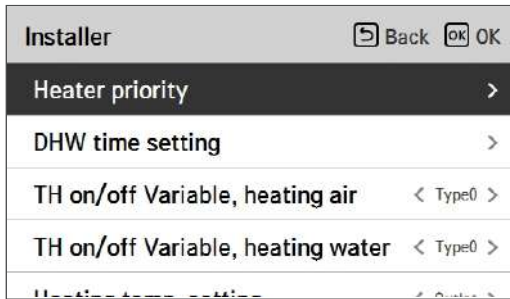 Installer Back OK OK
Heater priority >
DHW time setting >
TH on/off Variable, heating air < Type0 >
TH on/off Variable, heating water < Type0 >